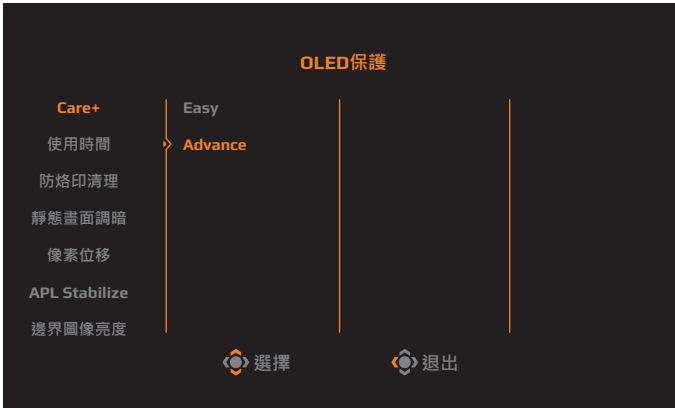 OLED保護
Care+
Easy
使用時間
Advance
防烙印清理
靜態畫面調暗
像素位移
APL Stabilize
邊界圖像亮度
選擇
退出